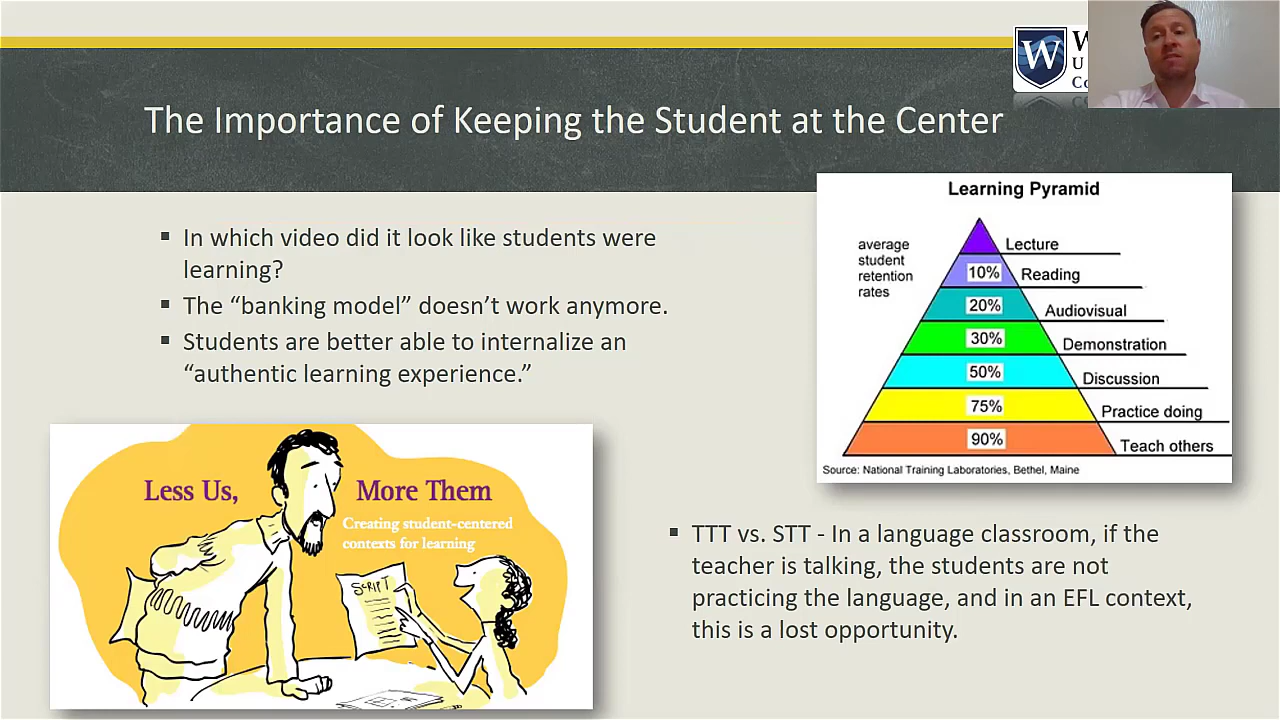 W
W
U
Co
The Importance of Keeping the Student at the Center
▪ In which video did it look like students were
learning?
▪ The “banking model” doesn’t work anymore.
▪ Students are better able to internalize an
“authentic learning experience.”
Learning Pyramid
average
student
retention
rates
Lecture
10% Reading
20% Audiovisual
30% Demonstration
50% Discussion
75% Practice doing
90% Teach others
Source: National Training Laboratories, Bethel, Maine
Less Us, More Them
Creating student-centered
contexts for learning
SCRIPT
▪ TTT vs. STT - In a language classroom, if the
teacher is talking, the students are not
practicing the language, and in an EFL context,
this is a lost opportunity.